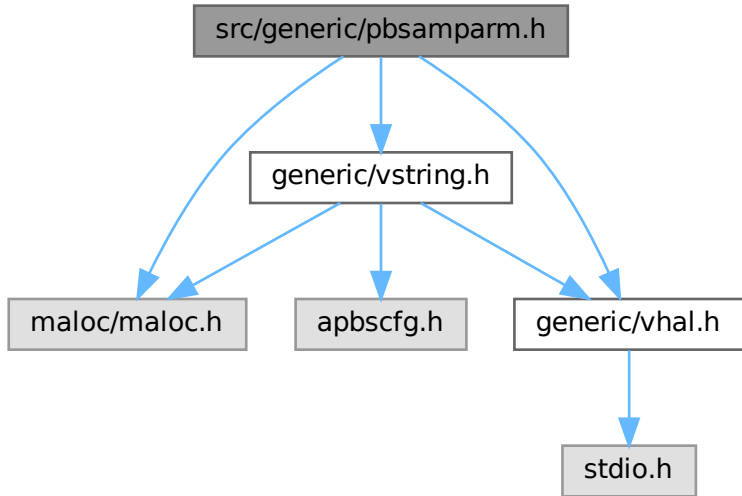 src/generic/pbsamparm.h
generic/vstring.h
maloc/maloc.h
apbscfg.h
generic/vhal.h
stdio.h